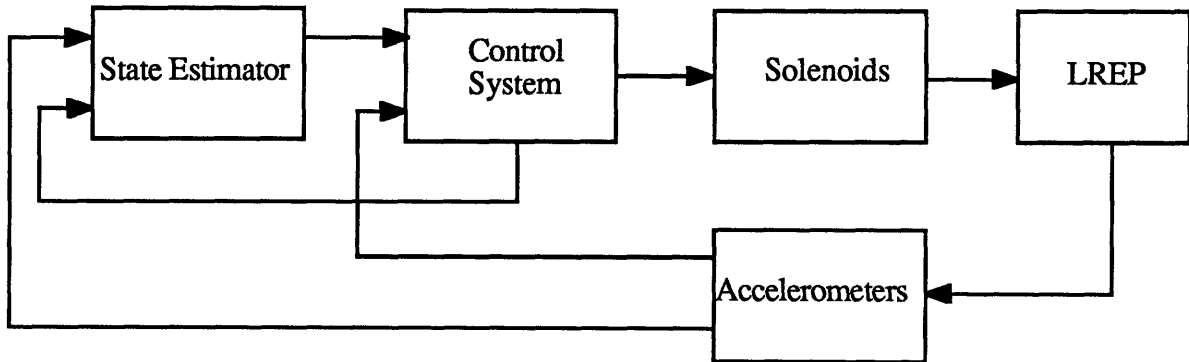 State Estimator
Control
System
Solenoids
LREP
Accelerometers